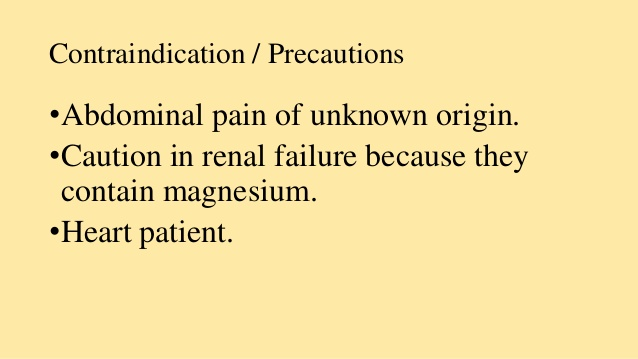 Contraindication / Precautions
•Abdominal pain of unknown origin.
•Caution in renal failure because they
contain magnesium.
•Heart patient.